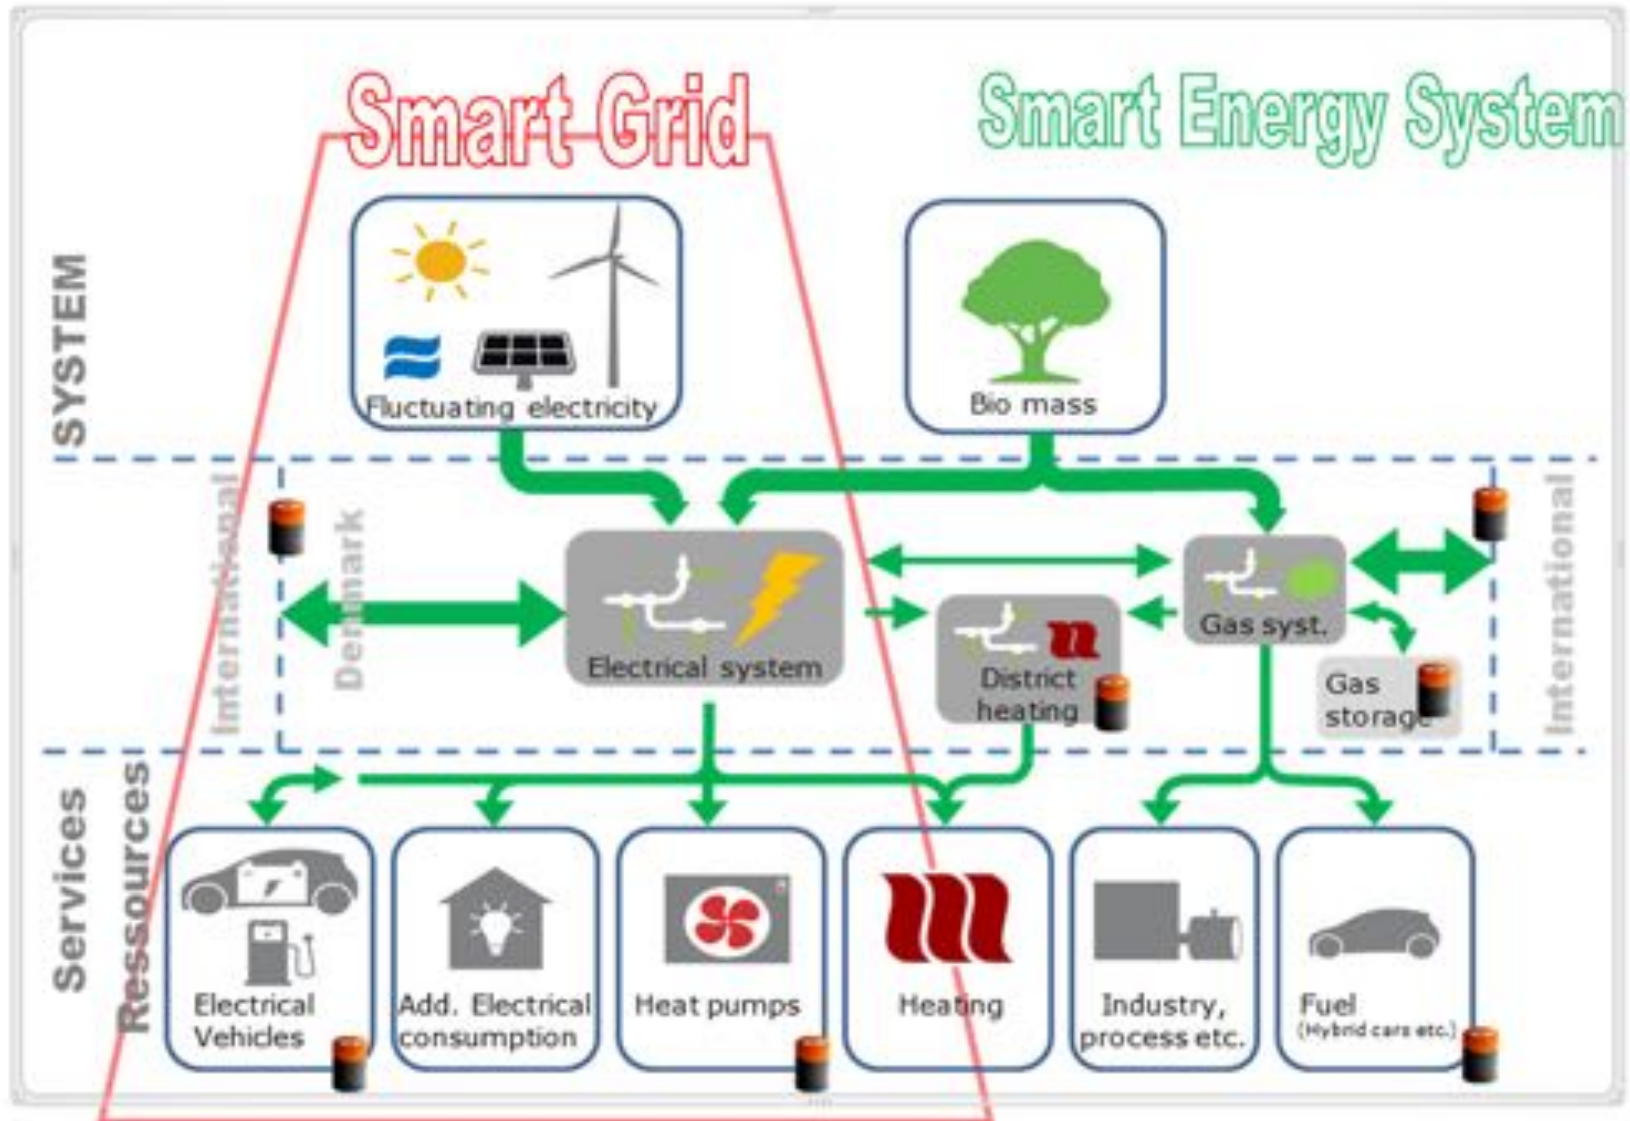 Smart Grid
Smart Energy System
SYSTEM
Fluctuating electricity
Bio mass
International
Denmark
Electrical system
District
heating
Gas syst.
Gas
storage
International
Services
Ressources
Electrical
Vehicles
Add. Electrical
consumption
Heat pumps
Heating
Industry,
process etc.
Fuel
(Hybrid cars etc.)